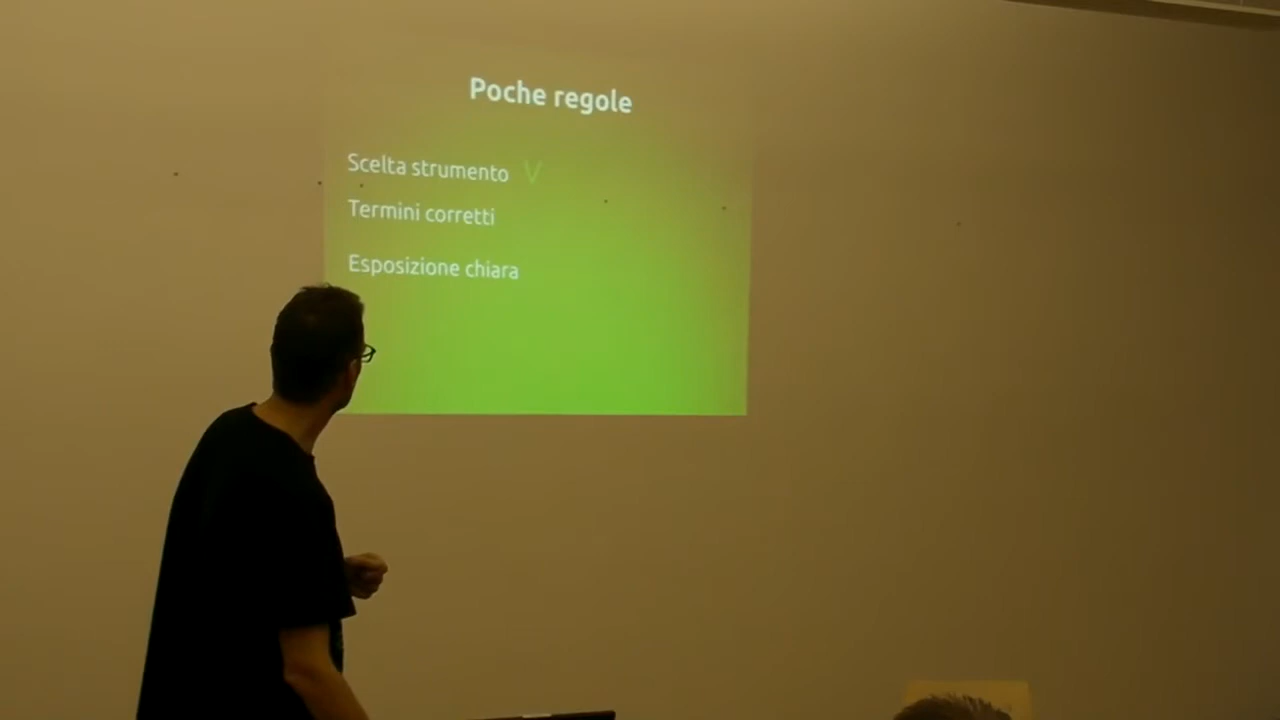 Poche regole
Scelta strumento V
Termini corretti
Esposizione chiara